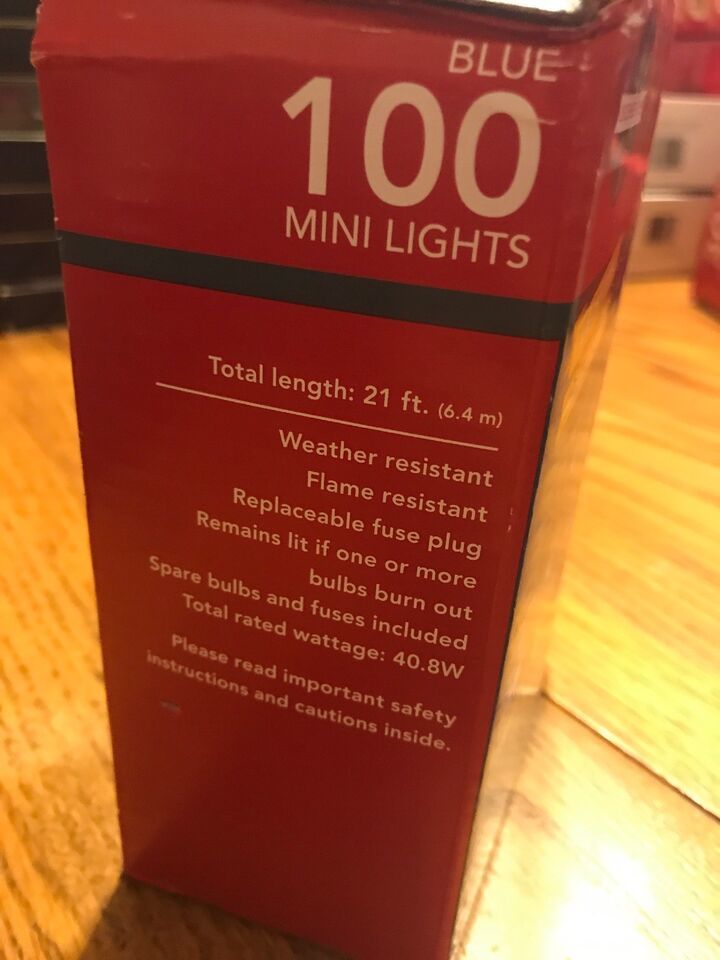 BLUE
100
MINI LIGHTS
Total length: 21 ft. (6.4 m)
Weather resistant
Flame resistant
Replaceable fuse plug
Remains lit if one or more
bulbs burn out
Spare bulbs and fuses included
Total rated wattage: 40.8W
Please read important safety
instructions and cautions inside.